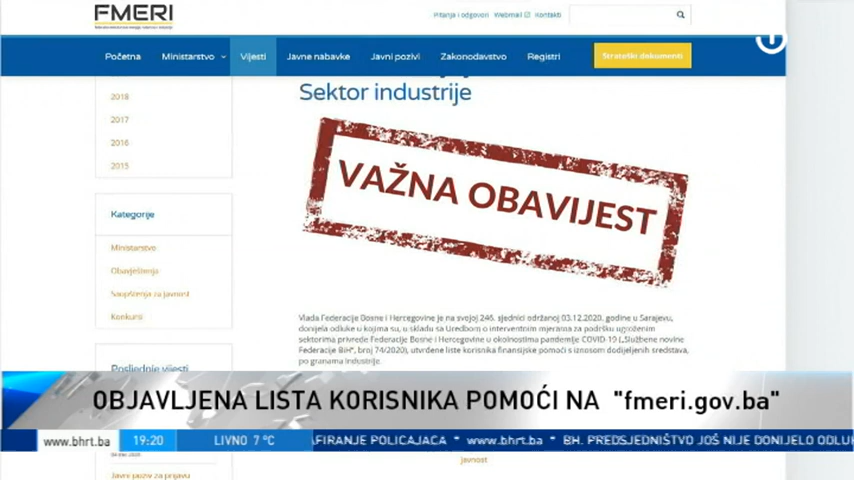 FMERI
Pitanja i odgovori Webmail Kontakti
Početna Ministarstvo Vijesti Javne nabavke Javni pozivi Zakonodavstvo Registri Strateški dokumenti
Sektor industrije
2018
2017
2016
2015
VAŽNA OBAVIJEST
Kategorije
Ministarstvo
Obavještenja
Saopštenja za javnost
Konkursi
Vlada Federacije Bosne i Hercegovine je na svojoj 246. sjednici održanoj 03.12.2020. godine u Sarajevu,
donijela odluke u kojima su, u skladu sa Uredbom o interventnim mjerama za podršku ugroženim
sektorima privrede Federacije Bosne i Hercegovine u okolnostima pandemije COVID-19 („Službene novine
Federacije BiH“, broj 74/2020), utvrđene liste korisnika finansijske pomoći s iznosom dodijeljenih sredstava,
po granama industrije.
Posljednje vijesti
OBJAVLJENA LISTA KORISNIKA POMOĆI NA "fmeri.gov.ba"
www.bhrt.ba 19:20 LIVNO 7 °C AFIRANJE POLICAJACA * www.bhrt.ba * BH. PREDSJEDNIŠTVO JOŠ NIJE DONIJELO ODLUK
javnost
Javni poziv za prijavu